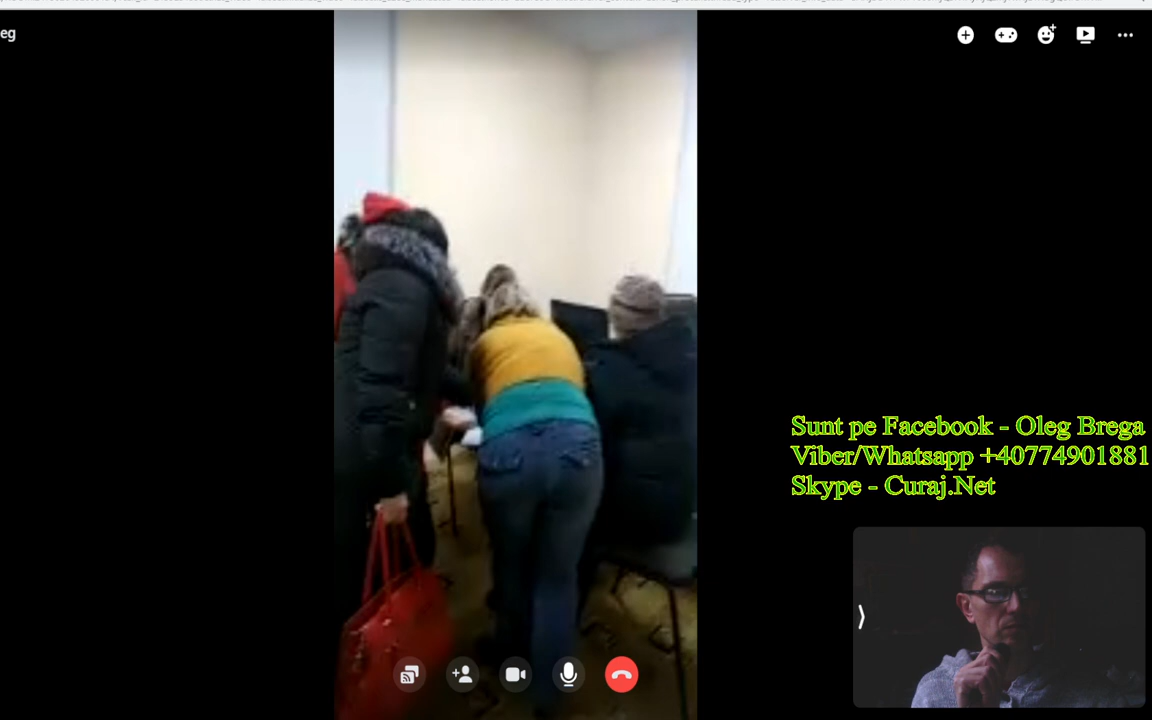 eg
Sunt pe Facebook - Oleg Brega
Viber/Whatsapp +40774901881
Skype - Curaj.Net